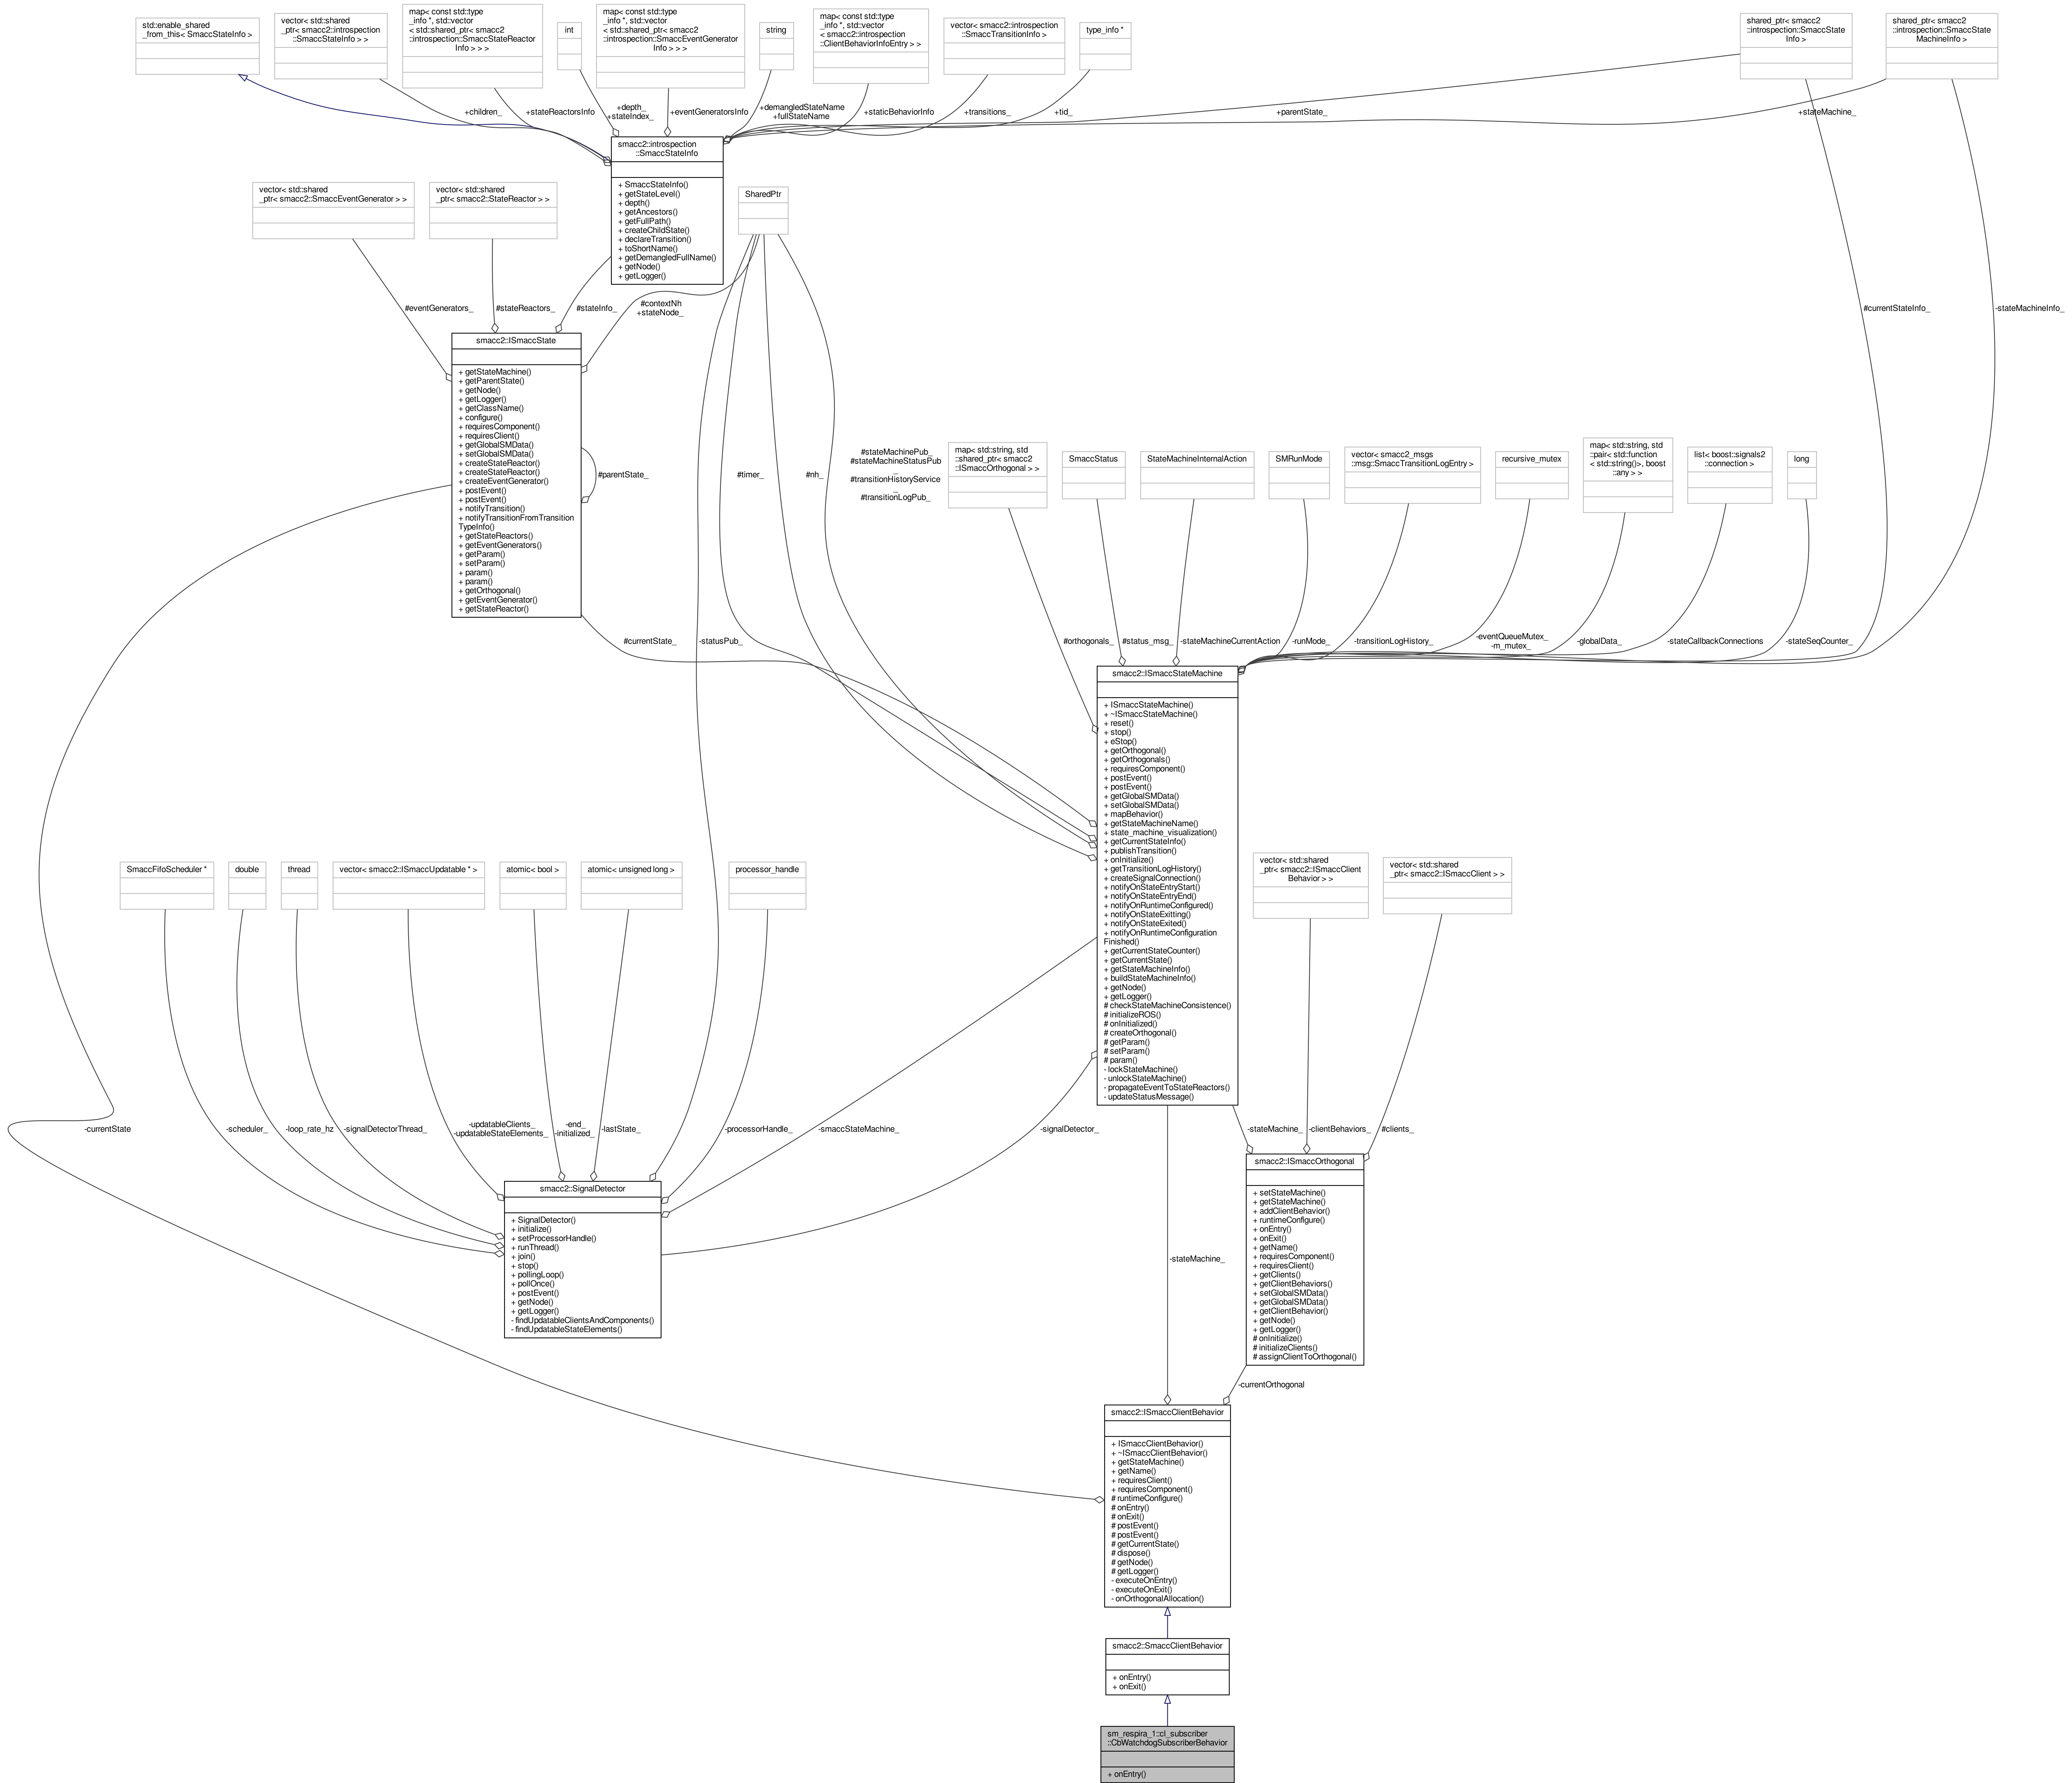 std::enable_shared
_from_this< SmaccStateInfo >
vector< std::shared
_ptr< smacc2::introspection
::SmaccStateInfo > >
map< const std::type
_info *, std::vector
< std::shared_ptr< smacc2
::introspection::SmaccStateReactor
Info > > >
int
map< const std::type
_info *, std::vector
< std::shared_ptr< smacc2
::introspection::SmaccEventGenerator
Info > > >
string
map< const std::type
_info *, std::vector
< smacc2::introspection
::ClientBehaviorInfoEntry > >
vector< smacc2::introspection
::SmaccTransitionInfo >
type_info *
shared_ptr< smacc2
::introspection::SmaccState
Info >
shared_ptr< smacc2
::introspection::SmaccState
MachineInfo >
+children_
+stateReactorsInfo
+depth_
+stateIndex_
+eventGeneratorsInfo
+demangledStateName
+fullStateName
+staticBehaviorInfo
+transitions_
+tid_
+parentState_
+stateMachine_
smacc2::introspection
::SmaccStateInfo
+ SmaccStateInfo()
+ getStateLevel()
+ depth()
+ getAncestors()
+ getFullPath()
+ createChildState()
+ declareTransition()
+ toShortName()
+ getDemangledFullName()
+ getNode()
+ getLogger()
vector< std::shared
_ptr< smacc2::SmaccEventGenerator > >
vector< std::shared
_ptr< smacc2::StateReactor > >
SharedPtr
#eventGenerators_
#stateReactors_
#stateInfo_
#contextNh
+stateNode_
#currentStateInfo_
-stateMachineInfo_
smacc2::ISmaccState
+ getStateMachine()
+ getParentState()
+ getNode()
+ getLogger()
+ getClassName()
+ configure()
+ requiresComponent()
+ requiresClient()
+ getGlobalSMData()
+ setGlobalSMData()
+ createStateReactor()
+ createStateReactor()
+ createEventGenerator()
+ postEvent()
+ postEvent()
+ notifyTransition()
+ notifyTransitionFromTransition
TypeInfo()
+ getStateReactors()
+ getEventGenerators()
+ getParam()
+ setParam()
+ param()
+ param()
+ getOrthogonal()
+ getEventGenerator()
+ getStateReactor()
#parentState_
#timer_
#nh_
#stateMachinePub_
#stateMachineStatusPub
_
#transitionHistoryService
_
#transitionLogPub_
map< std::string, std
::shared_ptr< smacc2
::ISmaccOrthogonal > >
SmaccStatus
StateMachineInternalAction
SMRunMode
vector< smacc2_msgs
::msg::SmaccTransitionLogEntry >
recursive_mutex
map< std::string, std
::pair< std::function
< std::string()>, boost
::any > >
list< boost::signals2
::connection >
long
#currentState_
-statusPub_
#orthogonals_
#status_msg_
-stateMachineCurrentAction
-runMode_
-transitionLogHistory_
-eventQueueMutex_
-m_mutex_
-globalData_
-stateCallbackConnections
-stateSeqCounter_
smacc2::ISmaccStateMachine
+ ISmaccStateMachine()
+ ~ISmaccStateMachine()
+ reset()
+ stop()
+ eStop()
+ getOrthogonal()
+ getOrthogonals()
+ requiresComponent()
+ postEvent()
+ postEvent()
+ getGlobalSMData()
+ setGlobalSMData()
+ mapBehavior()
+ getStateMachineName()
+ state_machine_visualization()
+ getCurrentStateInfo()
+ publishTransition()
+ onInitialize()
+ getTransitionLogHistory()
+ createSignalConnection()
+ notifyOnStateEntryStart()
+ notifyOnStateEntryEnd()
+ notifyOnRuntimeConfigured()
+ notifyOnStateExitting()
+ notifyOnStateExited()
+ notifyOnRuntimeConfiguration
Finished()
+ getCurrentStateCounter()
+ getCurrentState()
+ getStateMachineInfo()
+ buildStateMachineInfo()
+ getNode()
+ getLogger()
# checkStateMachineConsistence()
# initializeROS()
# onInitialized()
# createOrthogonal()
# getParam()
# setParam()
# param()
- lockStateMachine()
- unlockStateMachine()
- propagateEventToStateReactors()
- updateStatusMessage()
SmaccFifoScheduler *
double
thread
vector< smacc2::ISmaccUpdatable * >
atomic< bool >
atomic< unsigned long >
processor_handle
vector< std::shared
_ptr< smacc2::ISmaccClient
Behavior > >
vector< std::shared
_ptr< smacc2::ISmaccClient > >
-currentState
-scheduler_
-loop_rate_hz
-signalDetectorThread_
-updatableClients_
-updatableStateElements_
-end_
-initialized_
-lastState_
-processorHandle_
-smaccStateMachine_
-signalDetector_
-stateMachine_
-clientBehaviors_
#clients_
smacc2::SignalDetector
+ SignalDetector()
+ initialize()
+ setProcessorHandle()
+ runThread()
+ join()
+ stop()
+ pollingLoop()
+ pollOnce()
+ postEvent()
+ getNode()
+ getLogger()
- findUpdatableClientsAndComponents()
- findUpdatableStateElements()
smacc2::ISmaccOrthogonal
+ setStateMachine()
+ getStateMachine()
+ addClientBehavior()
+ runtimeConfigure()
+ onEntry()
+ onExit()
+ getName()
+ requiresComponent()
+ requiresClient()
+ getClients()
+ getClientBehaviors()
+ setGlobalSMData()
+ getGlobalSMData()
+ getClientBehavior()
+ getNode()
+ getLogger()
# onInitialize()
# initializeClients()
# assignClientToOrthogonal()
-stateMachine_
-currentOrthogonal
smacc2::ISmaccClientBehavior
+ ISmaccClientBehavior()
+ ~ISmaccClientBehavior()
+ getStateMachine()
+ getName()
+ requiresClient()
+ requiresComponent()
# runtimeConfigure()
# onEntry()
# onExit()
# postEvent()
# postEvent()
# getCurrentState()
# dispose()
# getNode()
# getLogger()
- executeOnEntry()
- executeOnExit()
- onOrthogonalAllocation()
smacc2::SmaccClientBehavior
+ onEntry()
+ onExit()
sm_respira_1::cl_subscriber
::CbWatchdogSubscriberBehavior
+ onEntry()